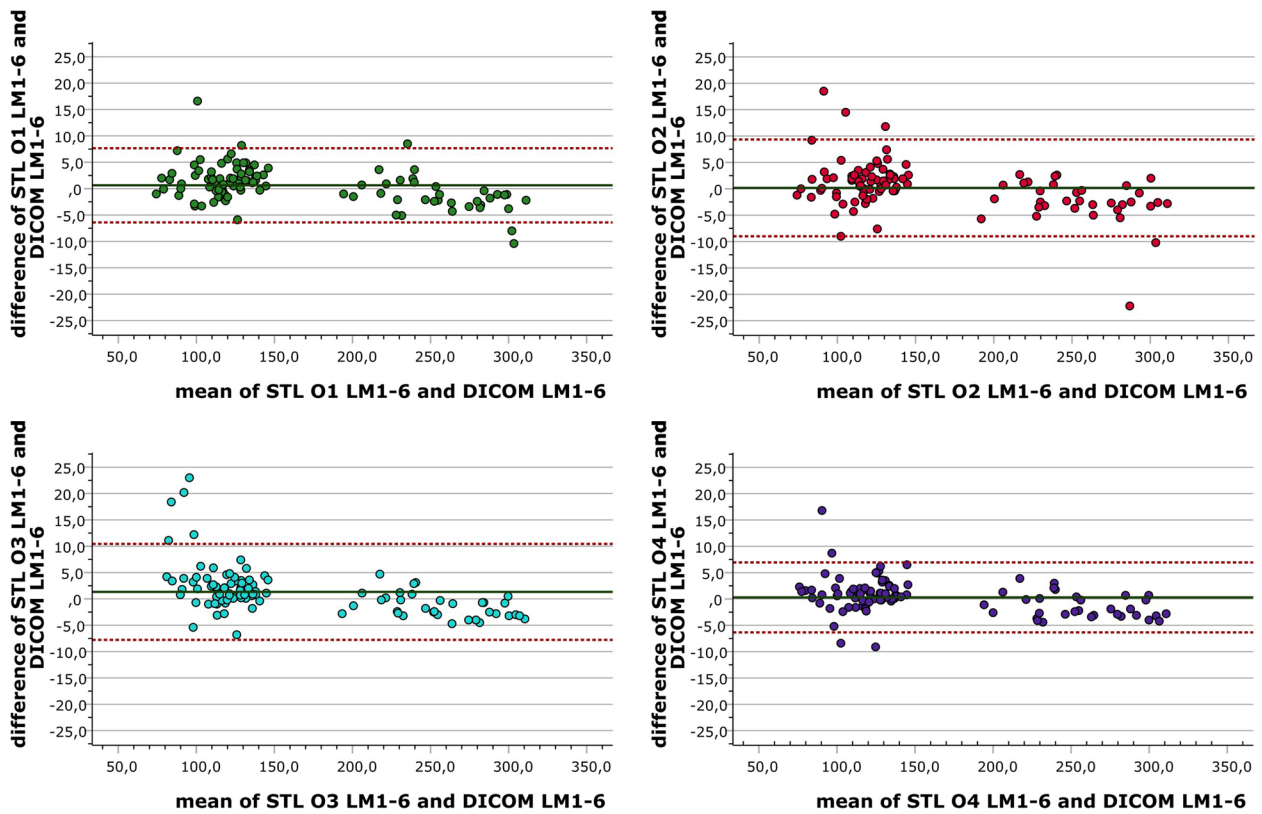 difference of STL O1 LM1-6 and
DICOM LM1-6
25,0
20,0
15,0
10,0
5,0
,0
-5,0
-10,0
-15,0
-20,0
-25,0
50,0 100,0 150,0 200,0 250,0 300,0 350,0
mean of STL O1 LM1-6 and DICOM LM1-6
difference of STL O2 LM1-6 and
DICOM LM1-6
25,0
20,0
15,0
10,0
5,0
,0
-5,0
-10,0
-15,0
-20,0
-25,0
50,0 100,0 150,0 200,0 250,0 300,0 350,0
mean of STL O2 LM1-6 and DICOM LM1-6
difference of STL O3 LM1-6 and
DICOM LM1-6
25,0
20,0
15,0
10,0
5,0
,0
-5,0
-10,0
-15,0
-20,0
-25,0
50,0 100,0 150,0 200,0 250,0 300,0 350,0
mean of STL O3 LM1-6 and DICOM LM1-6
difference of STL O4 LM1-6 and
DICOM LM1-6
25,0
20,0
15,0
10,0
5,0
,0
-5,0
-10,0
-15,0
-20,0
-25,0
50,0 100,0 150,0 200,0 250,0 300,0 350,0
mean of STL O4 LM1-6 and DICOM LM1-6